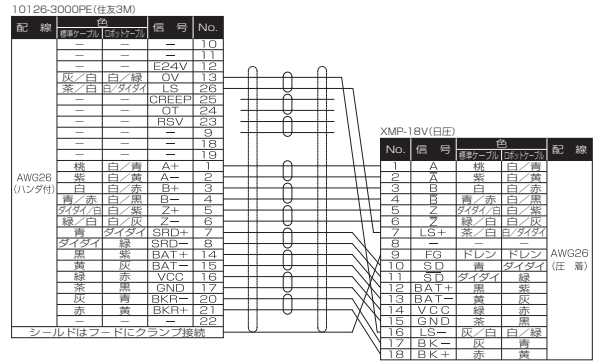 10126-3000PE(住友3M)
配 線 色 信 号 No.
標準ケーブル ロボットケーブル
― ― ― 10
― ― ― 11
― ― E24V 12
灰／白 白／緑 0V 13
茶／白 白／ダイダイ LS 26
― ― CREEP 25
― ― OT 24
― ― RSV 23
― ― ― 9
― ― ― 18
― ― ― 19
桃 白／青 A+ 1
紫 白／黄 A- 2
白 白／赤 B+ 3
青／赤 白／黒 B- 4
ダイダイ／白 白／紫 Z+ 5
緑／白 白／灰 Z- 6
青 ダイダイ SRD+ 7
ダイダイ 緑 SRD- 8
黒 紫 BAT+ 14
黄 灰 BAT- 15
緑 赤 VCC 16
茶 黒 GND 17
灰 青 BKR- 20
赤 黄 BKR+ 21
― ― ― 22
AWG26
(ハンダ付)
シールドはフードにクランプ接続
XMP-18V(日圧)
No. 信 号 色 配 線
標準ケーブル ロボットケーブル
1 A 桃 白／青
2 A̅ 紫 白／黄
3 B 白 白／赤
4 B̅ 青／赤 白／黒
5 Z ダイダイ／白 白／紫
6 Z̅ 緑／白 白／灰
7 LS+ 茶／白 白／ダイダイ
8 ― ― ―
9 FG ドレン ドレン
10 SD 青 ダイダイ
11 S̅D̅ ダイダイ 緑
12 BAT+ 黒 紫
13 BAT- 黄 灰
14 VCC 緑 赤
15 GND 茶 黒
16 LS- 灰／白 白／緑
17 BK- 灰 青
18 BK+ 赤 黄
AWG26
(圧 着)